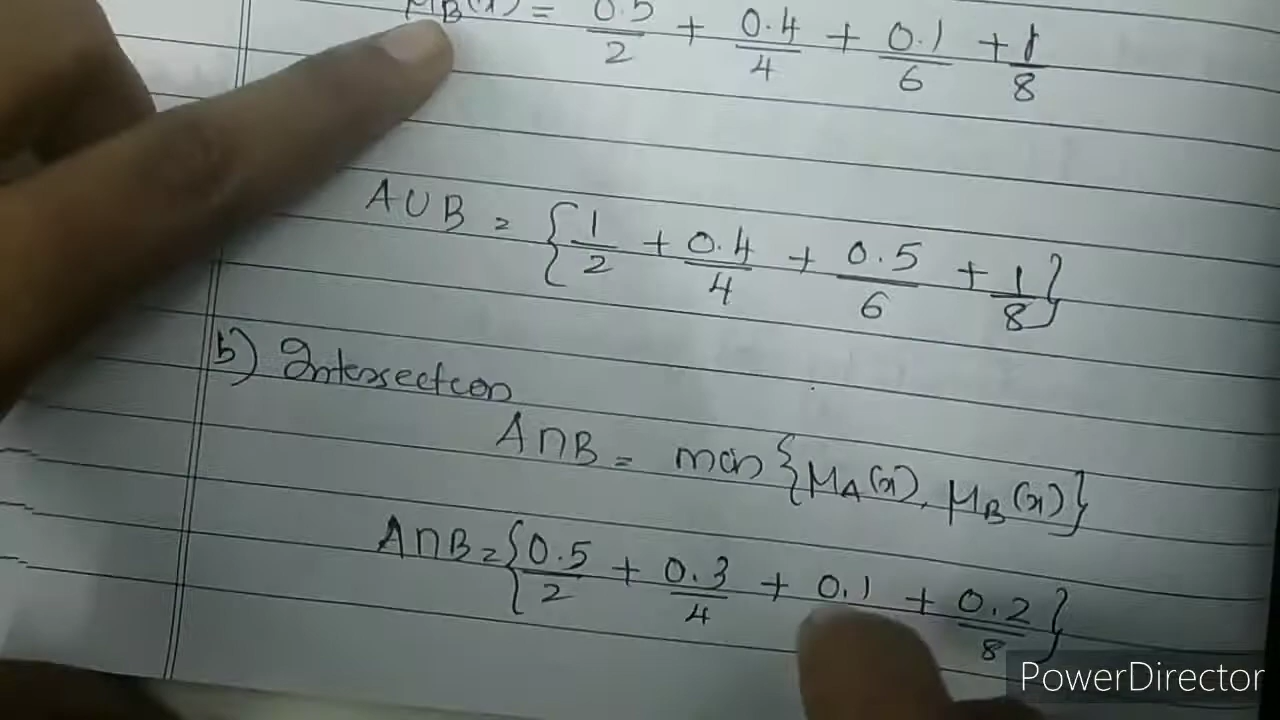 μB(x) = 0.5/2 + 0.4/4 + 0.1/6 + 1/8
A∪B = {1/2 + 0.4/4 + 0.5/6 + 1/8}
b) Intersection
A∩B = min{μA(x), μB(x)}
A∩B = {0.5/2 + 0.3/4 + 0.1 + 0.2/8}
PowerDirector